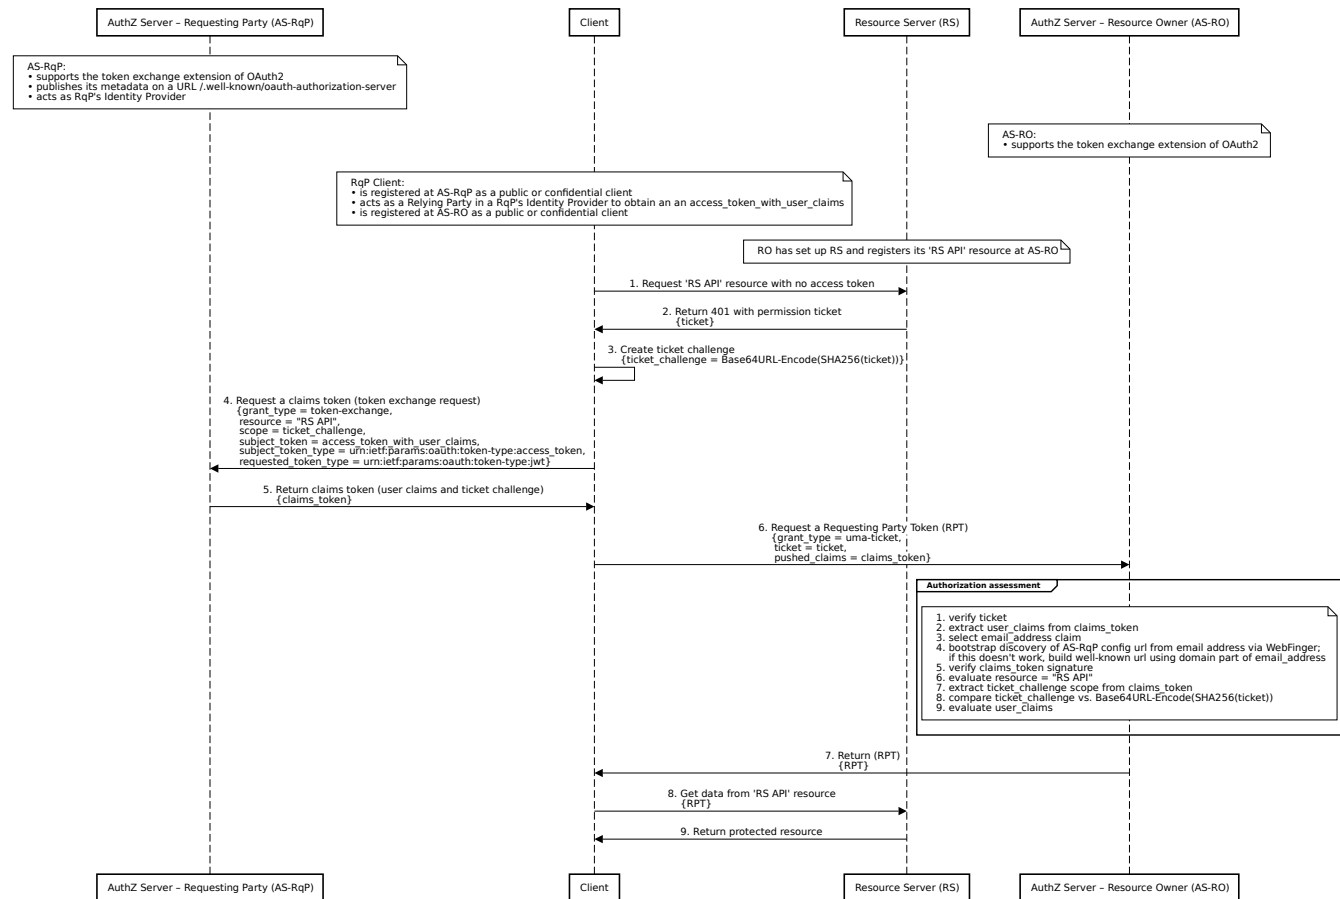 AuthZ Server – Requesting Party (AS-RqP)
Client
Resource Server (RS)
AuthZ Server – Resource Owner (AS-RO)
AS-RqP:
• supports the token exchange extension of OAuth2
• publishes its metadata on a URL /.well-known/oauth-authorization-server
• acts as RqP's Identity Provider
AS-RO:
• supports the token exchange extension of OAuth2
RqP Client:
• is registered at AS-RqP as a public or confidential client
• acts as a Relying Party in a RqP's Identity Provider to obtain an an access_token_with_user_claims
• is registered at AS-RO as a public or confidential client
RO has set up RS and registers its 'RS API' resource at AS-RO
1. Request 'RS API' resource with no access token
2. Return 401 with permission ticket
{ticket}
3. Create ticket challenge
{ticket_challenge = Base64URL-Encode(SHA256(ticket))}
4. Request a claims token (token exchange request)
{grant_type = token-exchange,
resource = "RS API",
scope = ticket_challenge,
subject_token = access_token_with_user_claims,
subject_token_type = urn:ietf:params:oauth:token-type:access_token,
requested_token_type = urn:ietf:params:oauth:token-type:jwt}
5. Return claims token (user claims and ticket challenge)
{claims_token}
6. Request a Requesting Party Token (RPT)
{grant_type = uma-ticket,
ticket = ticket,
pushed_claims = claims_token}
Authorization assessment
1. verify ticket
2. extract user_claims from claims_token
3. select email_address claim
4. bootstrap discovery of AS-RqP config url from email address via WebFinger;
if this doesn't work, build well-known url using domain part of email_address
5. verify claims_token signature
6. evaluate resource = "RS API"
7. extract ticket_challenge scope from claims_token
8. compare ticket_challenge vs. Base64URL-Encode(SHA256(ticket))
9. evaluate user_claims
7. Return (RPT)
{RPT}
8. Get data from 'RS API' resource
{RPT}
9. Return protected resource
AuthZ Server – Requesting Party (AS-RqP)
Client
Resource Server (RS)
AuthZ Server – Resource Owner (AS-RO)